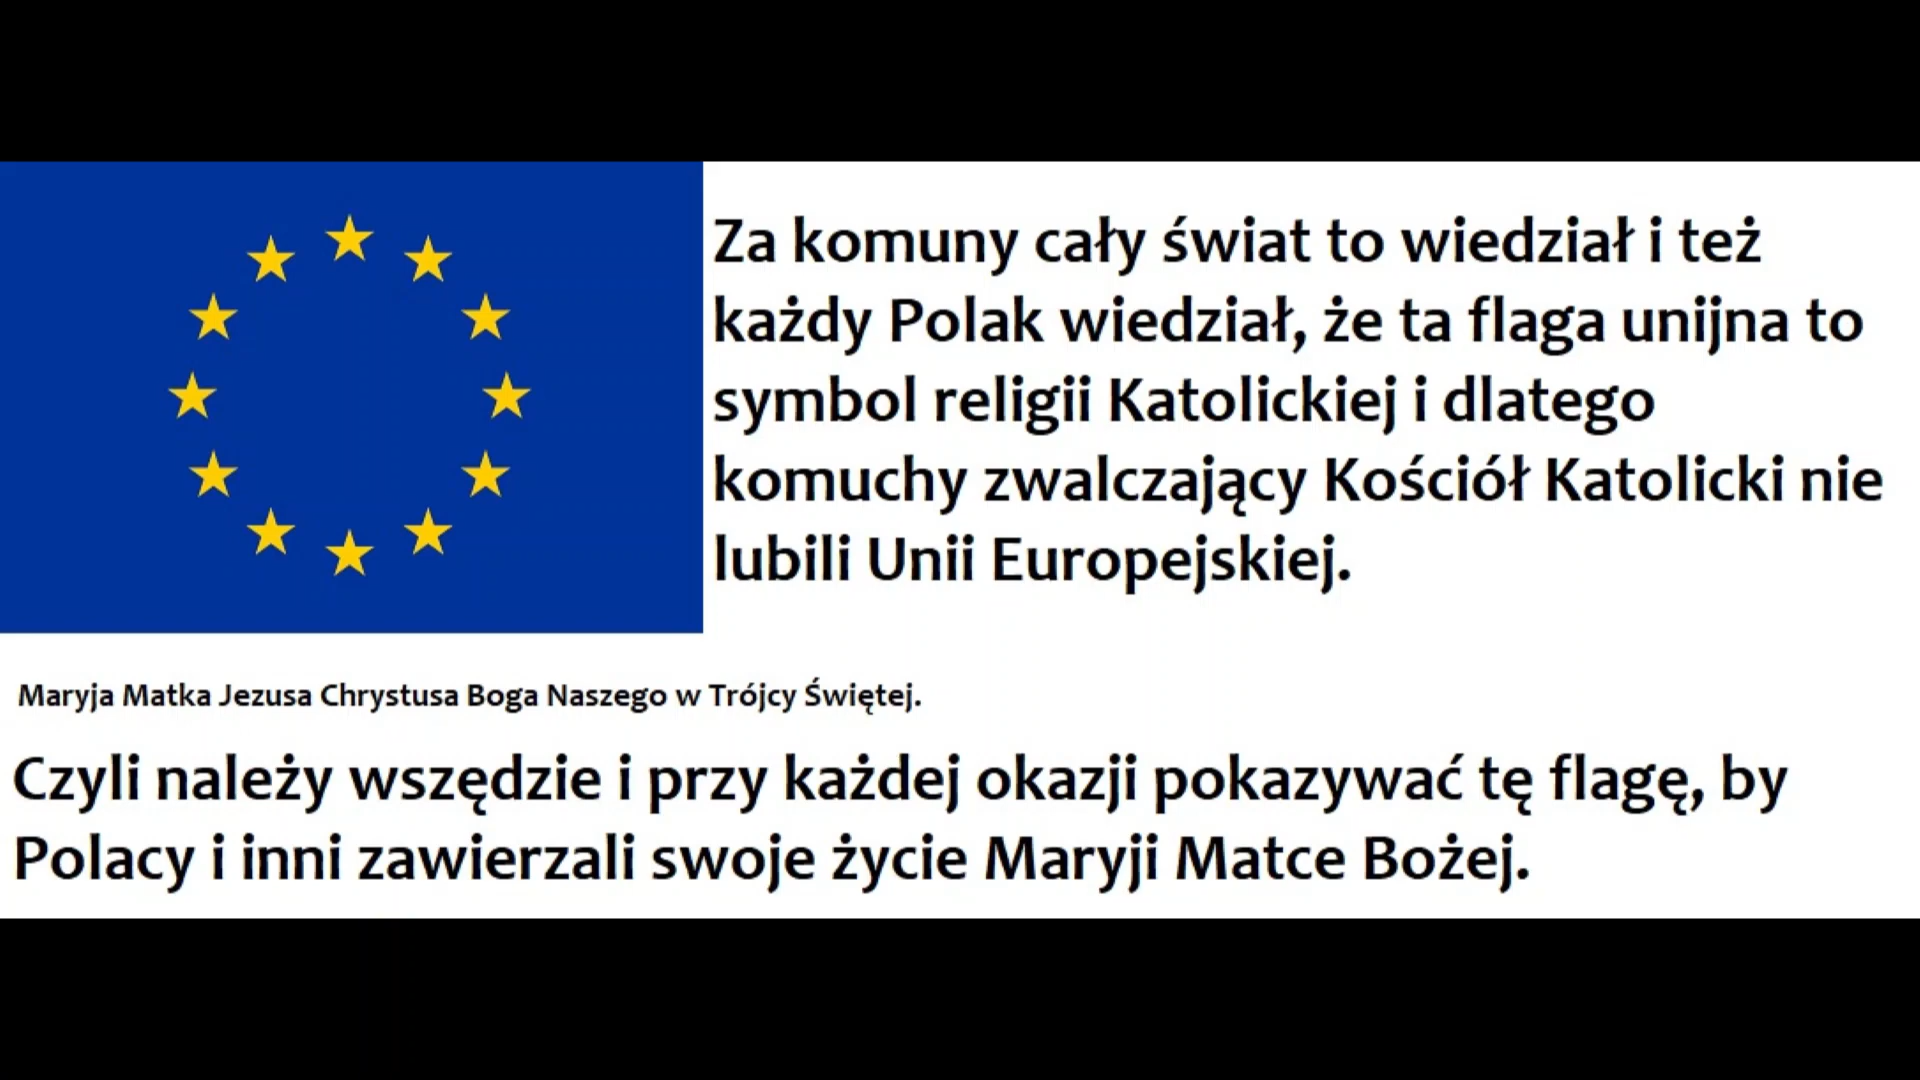 Za komuny cały świat to wiedział i też
każdy Polak wiedział, że ta flaga unijna to
symbol religii Katolickiej i dlatego
komuchy zwalczający Kościół Katolicki nie
lubili Unii Europejskiej.
Maryja Matka Jezusa Chrystusa Boga Naszego w Trójcy Świętej.
Czyli należy wszędzie i przy każdej okazji pokazywać tę flagę, by
Polacy i inni zawierzali swoje życie Maryji Matce Bożej.